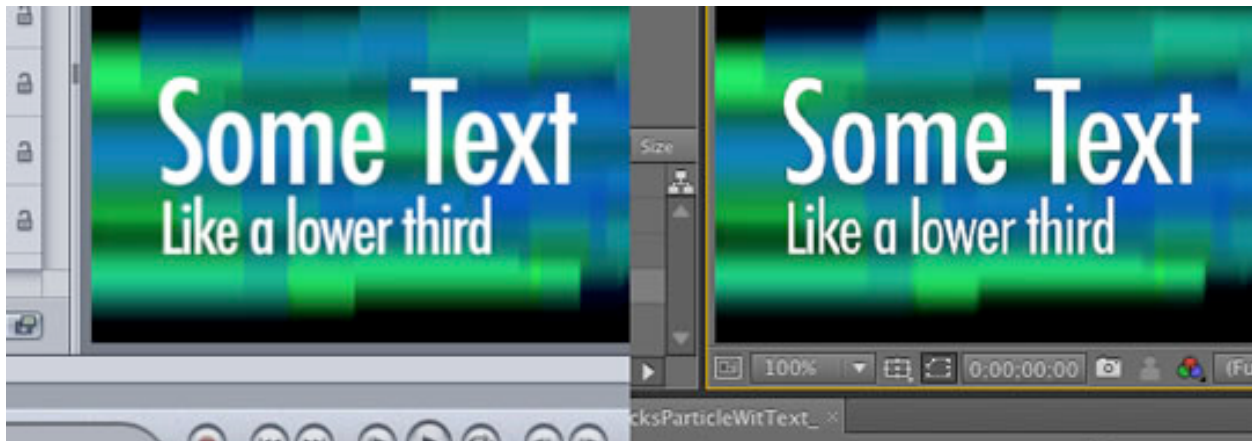 Some Text
Like a lower third
Size
Some Text
Like a lower third
100%
0;00;00;00
(Fu
cksParticleWitText_